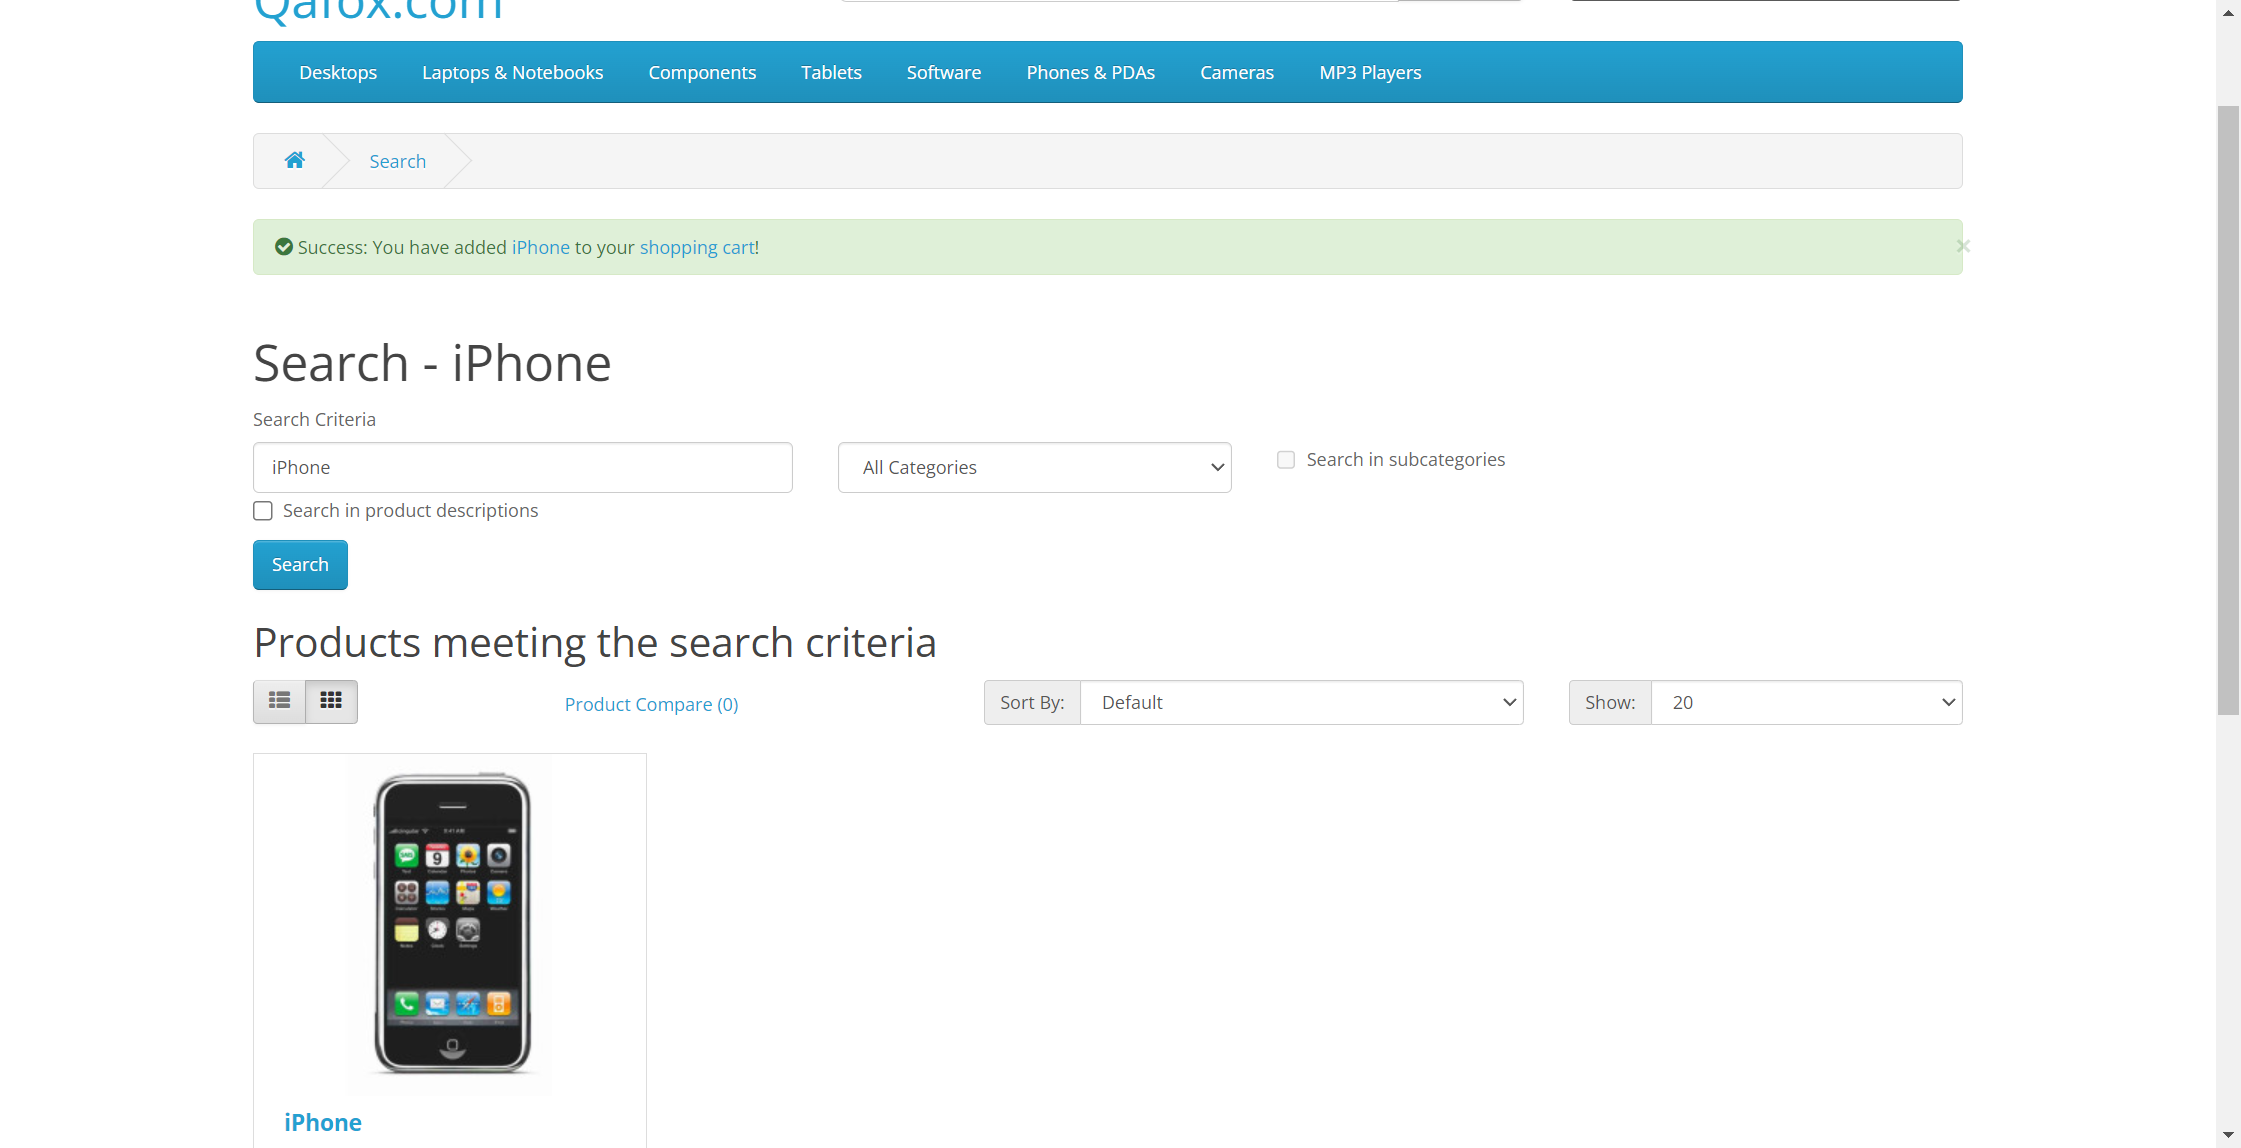 Qafox.com
Desktops Laptops & Notebooks Components Tablets Software Phones & PDAs Cameras MP3 Players
Search
Success: You have added iPhone to your shopping cart!
×
Search - iPhone
Search Criteria
iPhone All Categories Search in subcategories
Search in product descriptions
Search
Products meeting the search criteria
Product Compare (0) Sort By: Default Show: 20
9
iPhone